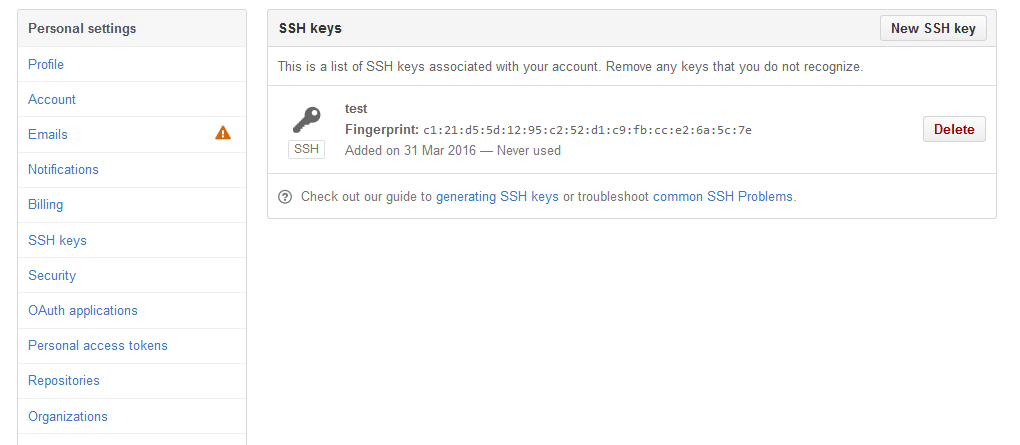 Personal settings
Profile
Account
Emails
Notifications
Billing
SSH keys
Security
OAuth applications
Personal access tokens
Repositories
Organizations
SSH keys
New SSH key
This is a list of SSH keys associated with your account. Remove any keys that you do not recognize.
test
Fingerprint: c1:21:d5:5d:12:95:c2:52:d1:c9:fb:cc:e2:6a:5c:7e
SSH
Added on 31 Mar 2016 — Never used
Delete
Check out our guide to generating SSH keys or troubleshoot common SSH Problems.